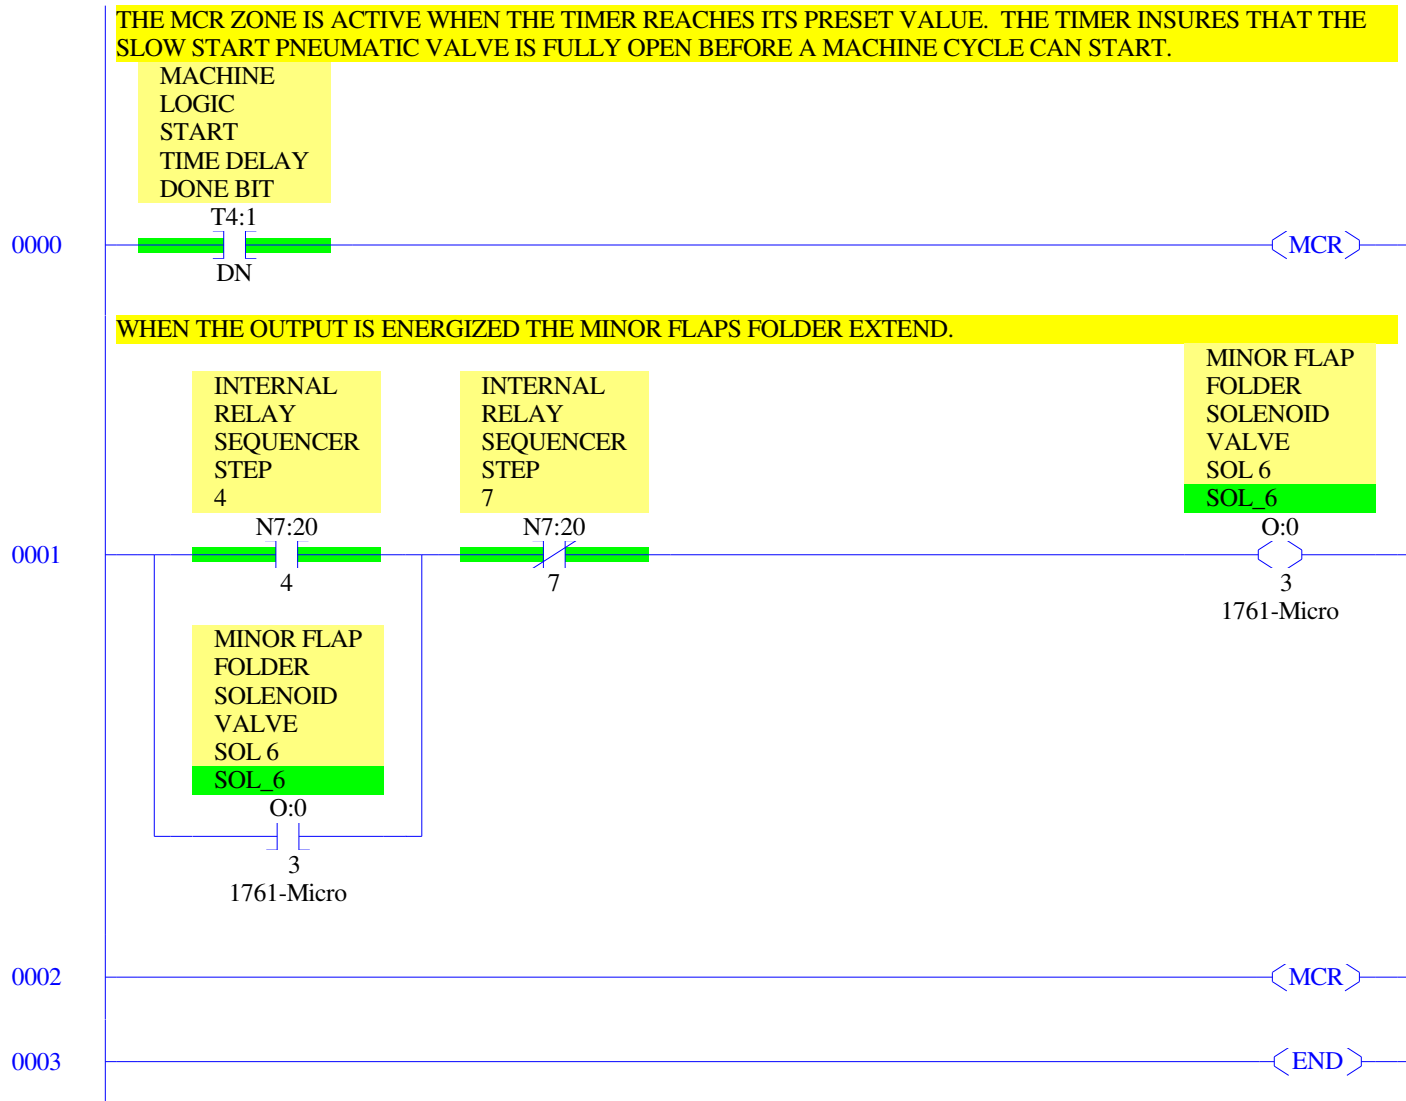 THE MCR ZONE IS ACTIVE WHEN THE TIMER REACHES ITS PRESET VALUE.  THE TIMER INSURES THAT THE
SLOW START PNEUMATIC VALVE IS FULLY OPEN BEFORE A MACHINE CYCLE CAN START.
MACHINE
LOGIC
START
TIME DELAY
DONE BIT
T4:1
0000
MCR
DN
WHEN THE OUTPUT IS ENERGIZED THE MINOR FLAPS FOLDER EXTEND.
INTERNAL
RELAY
SEQUENCER
STEP
4
N7:20
4
INTERNAL
RELAY
SEQUENCER
STEP
7
N7:20
7
MINOR FLAP
FOLDER
SOLENOID
VALVE
SOL 6
SOL_6
O:0
3
1761-Micro
0001
MINOR FLAP
FOLDER
SOLENOID
VALVE
SOL 6
SOL_6
O:0
3
1761-Micro
0002
MCR
0003
END